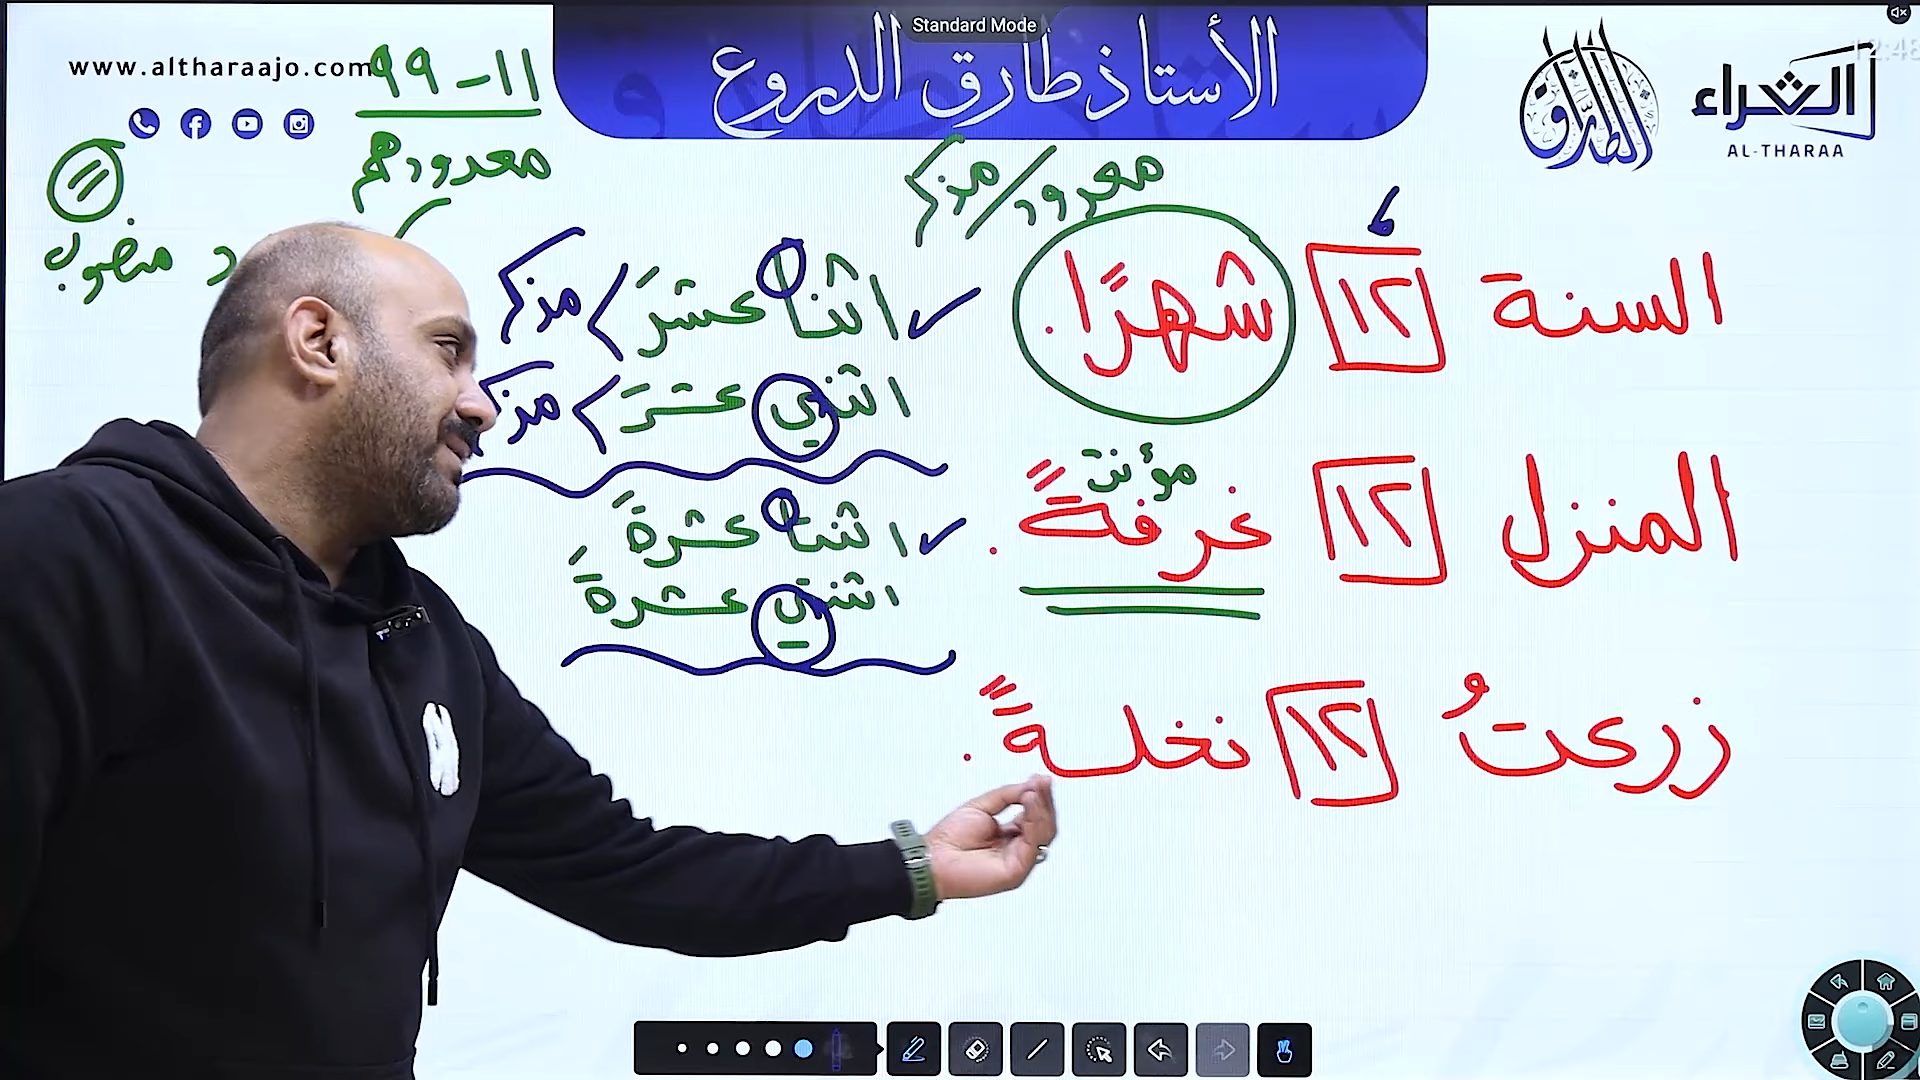 Standard Mode
www.altharaajo.com
الأستاذ طارق الدروع
الثراء
AL-THARAA
١١ - ٩٩
معدودهم
مفرد منصوب
معدود / مذكر
السنة ١٢ شهرًا.
اثنا عشرَ مذكر
اثني عشرَ مذكر
مؤنث
المنزل ١٢ غرفةً.
اثنتا عشرةَ
اثنتي عشرةَ
زرعتُ ١٢ نخلةً.